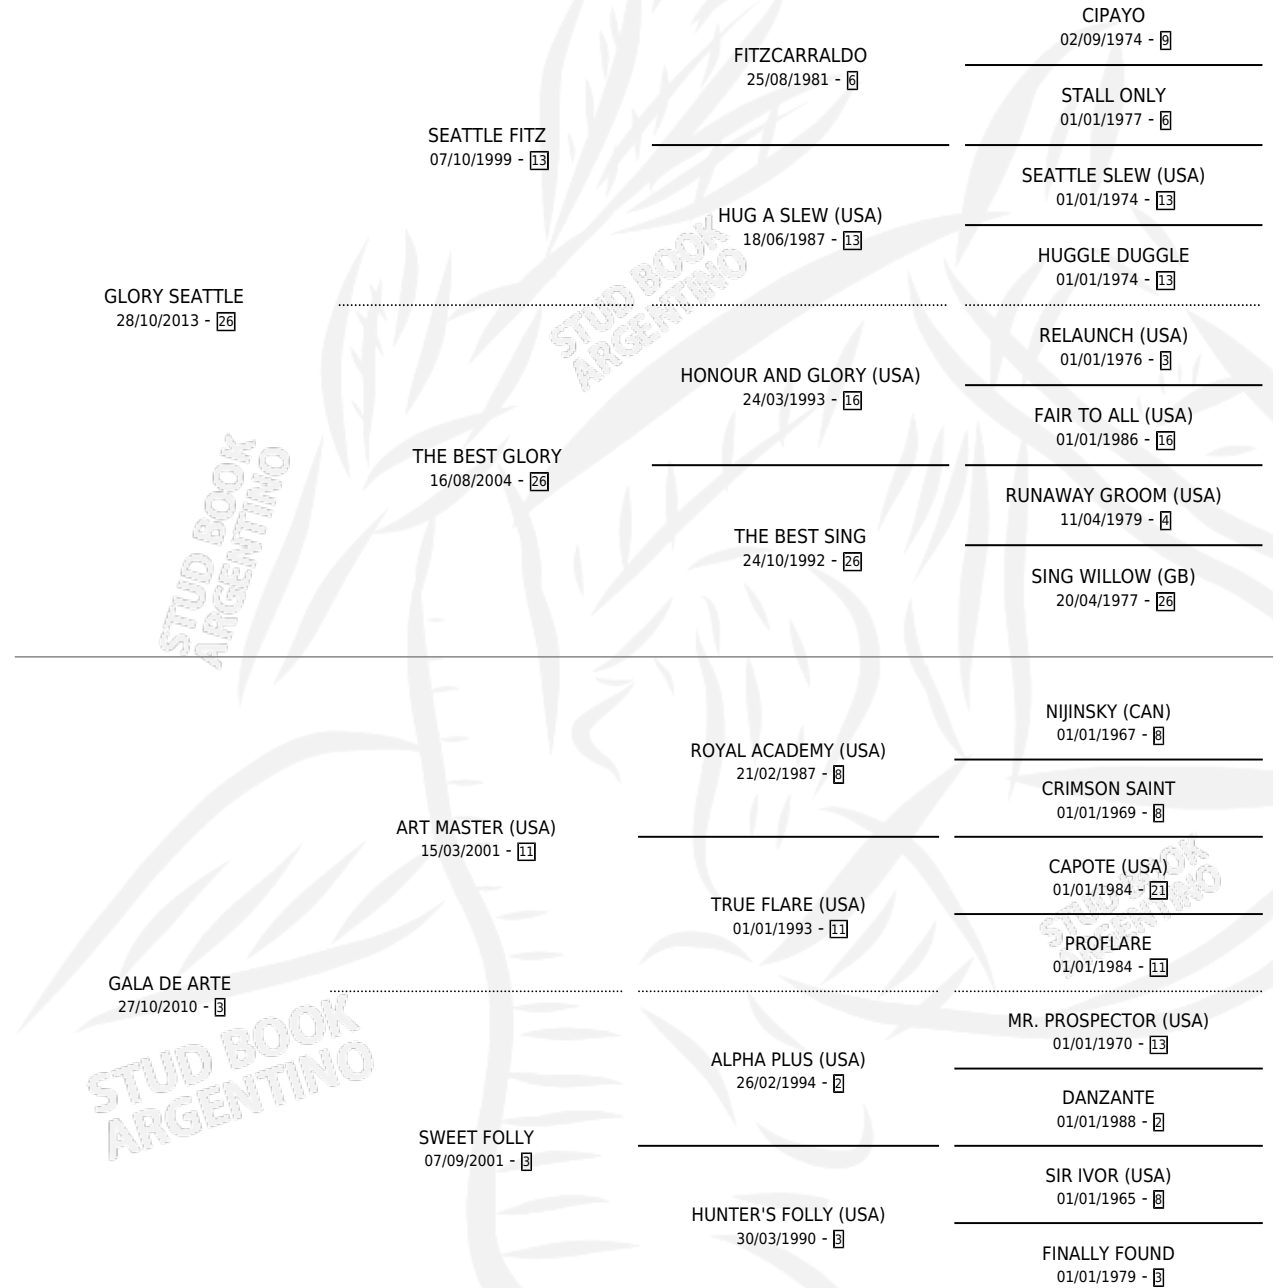 CIPAYO
02/09/1974 - 9
FITZCARRALDO
25/08/1981 - 6
STALL ONLY
01/01/1977 - 6
SEATTLE FITZ
07/10/1999 - 13
SEATTLE SLEW (USA)
01/01/1974 - 13
HUG A SLEW (USA)
18/06/1987 - 13
HUGGLE DUGGLE
01/01/1974 - 13
GLORY SEATTLE
28/10/2013 - 26
STUD BOOK
ARGENTINO
RELAUNCH (USA)
01/01/1976 - 3
HONOUR AND GLORY (USA)
24/03/1993 - 16
FAIR TO ALL (USA)
01/01/1986 - 16
THE BEST GLORY
16/08/2004 - 26
RUNAWAY GROOM (USA)
11/04/1979 - 4
THE BEST SING
24/10/1992 - 26
SING WILLOW (GB)
20/04/1977 - 26
STUD BOOK
ARGENTINO
NIJINSKY (CAN)
01/01/1967 - 8
ROYAL ACADEMY (USA)
21/02/1987 - 8
CRIMSON SAINT
01/01/1969 - 8
ART MASTER (USA)
15/03/2001 - 11
CAPOTE (USA)
01/01/1984 - 21
TRUE FLARE (USA)
01/01/1993 - 11
STUD BOOK
ARGENTINO
PROFLARE
01/01/1984 - 11
GALA DE ARTE
27/10/2010 - 3
STUD BOOK
ARGENTINO
MR. PROSPECTOR (USA)
01/01/1970 - 13
ALPHA PLUS (USA)
26/02/1994 - 2
DANZANTE
01/01/1988 - 2
SWEET FOLLY
07/09/2001 - 3
SIR IVOR (USA)
01/01/1965 - 8
HUNTER'S FOLLY (USA)
30/03/1990 - 3
FINALLY FOUND
01/01/1979 - 3